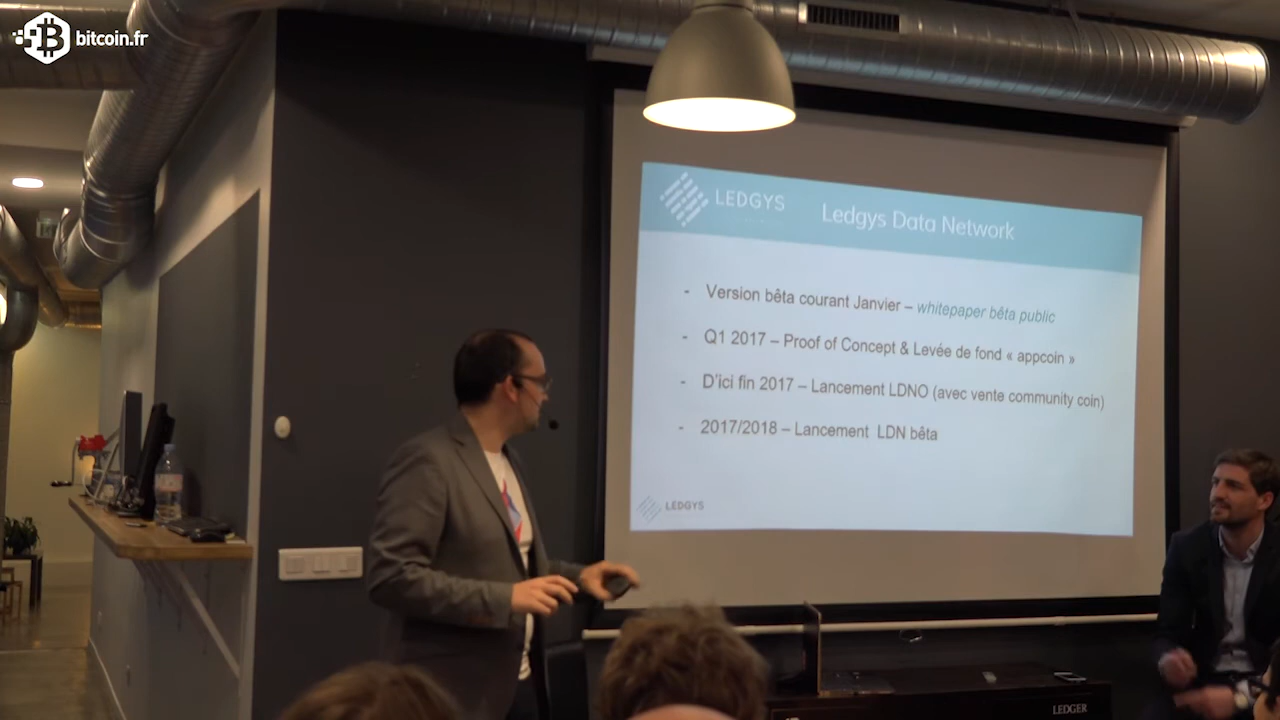 bitcoin.fr
LEDGYS
Ledgys Data Network
- Version bêta courant Janvier – whitepaper bêta public
- Q1 2017 – Proof of Concept & Levée de fond « appcoin »
- D'ici fin 2017 – Lancement LDNO (avec vente community coin)
- 2017/2018 – Lancement LDN bêta
LEDGYS
LEDGER